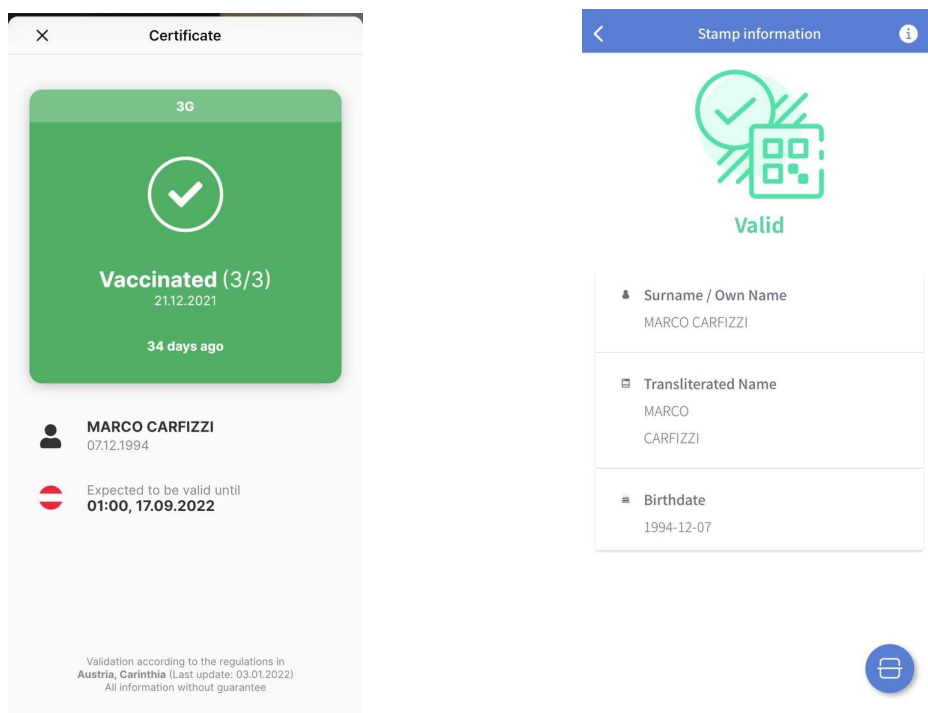 Certificate
3G
Vaccinated (3/3)
21.12.2021
34 days ago
MARCO CARFIZZI
07.12.1994
Expected to be valid until
01:00, 17.09.2022
Validation according to the regulations in
Austria, Carinthia (Last update: 03.01.2022)
All information without guarantee
Stamp information
i
Valid
Surname / Own Name
MARCO CARFIZZI
Transliterated Name
MARCO
CARFIZZI
Birthdate
1994-12-07